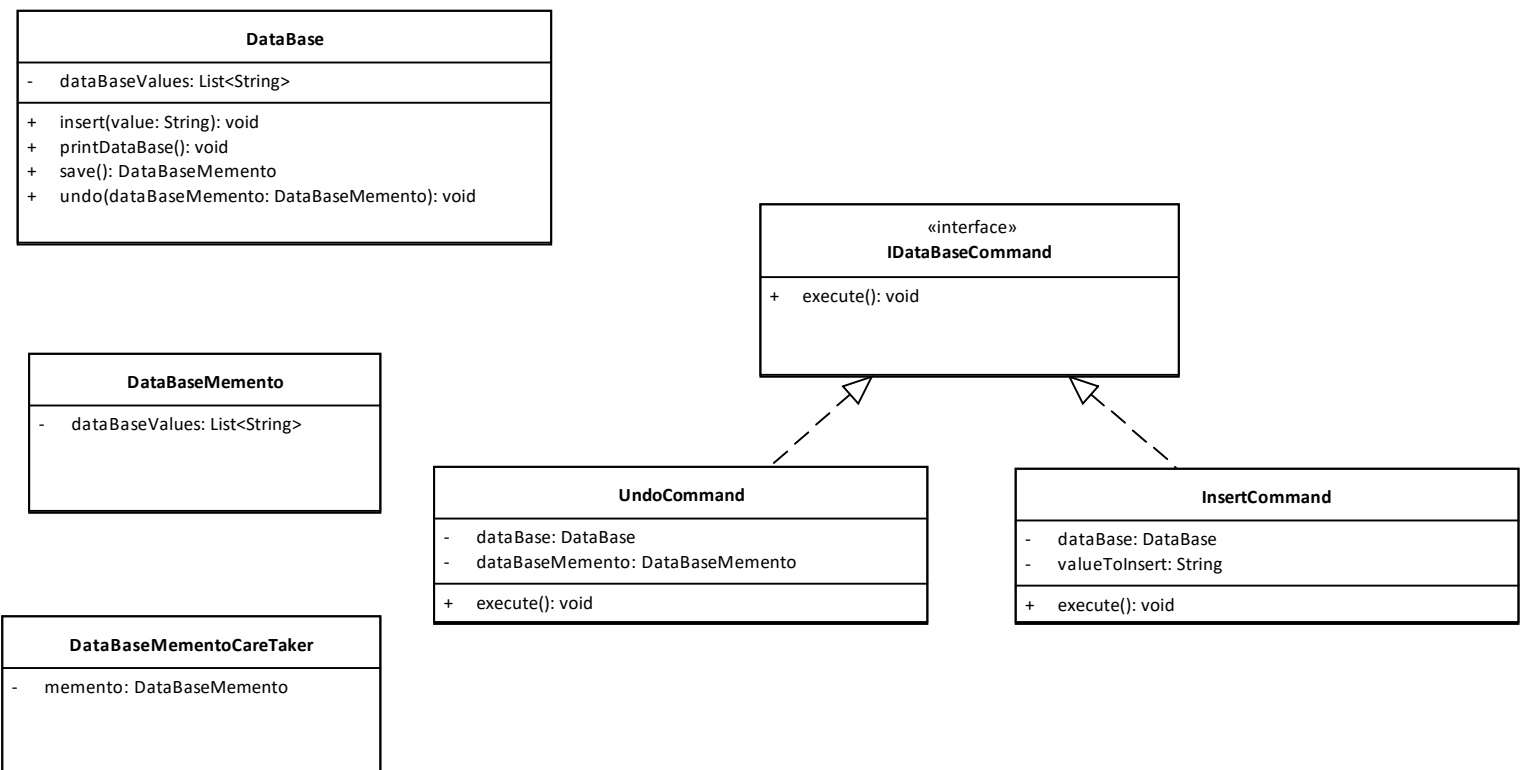 DataBase
- dataBaseValues: List<String>
+ insert(value: String): void
+ printDataBase(): void
+ save(): DataBaseMemento
+ undo(dataBaseMemento: DataBaseMemento): void
«interface»
IDataBaseCommand
+ execute(): void
DataBaseMemento
- dataBaseValues: List<String>
UndoCommand
- dataBase: DataBase
- dataBaseMemento: DataBaseMemento
+ execute(): void
InsertCommand
- dataBase: DataBase
- valueToInsert: String
+ execute(): void
DataBaseMementoCareTaker
- memento: DataBaseMemento